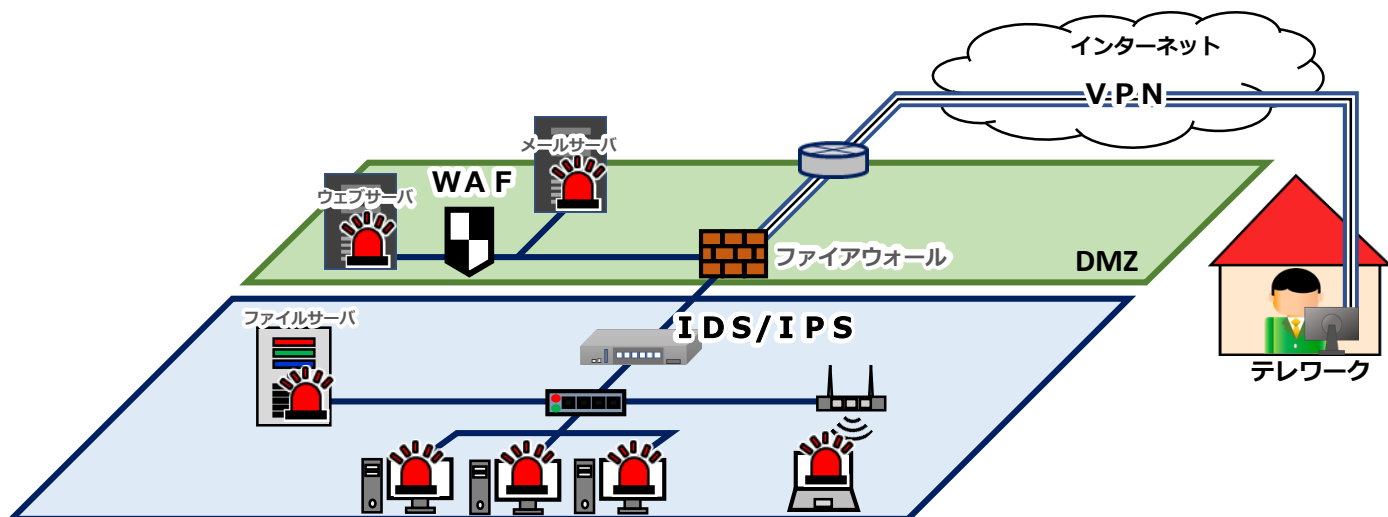 インターネット
ＶＰＮ
メールサーバ
ＷＡＦ
ウェブサーバ
ファイアウォール
DMZ
ファイルサーバ
ＩＤＳ/ＩＰＳ
テレワーク